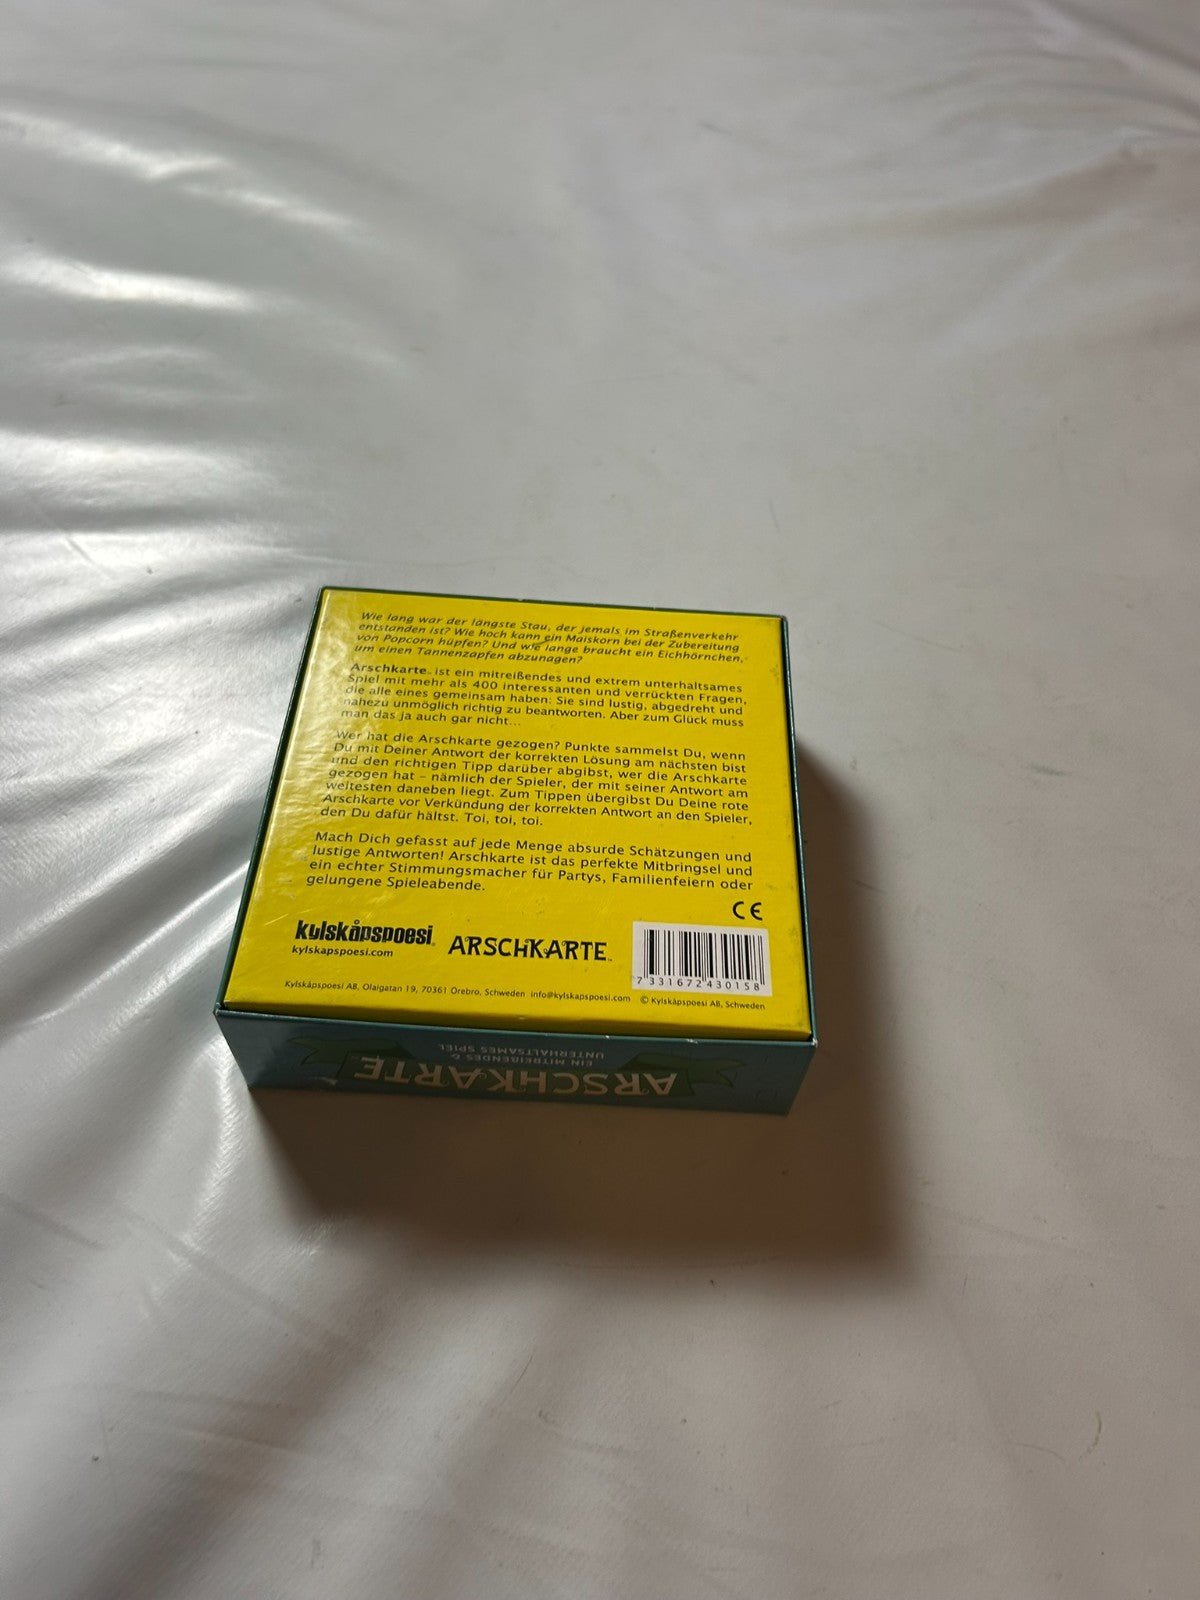 Wie lang war der längste Stau, der jemals im Straßenverkehr
entstanden ist? Wie hoch kann ein Maiskorn bei der Zubereitung
von Popcorn hüpfen? Und wie lange braucht ein Eichhörnchen,
um einen Tannenzapfen abzunagen?
Arschkarte™ ist ein mitreißendes und extrem unterhaltsames
Spiel mit mehr als 400 interessanten und verrückten Fragen,
die alle eines gemeinsam haben: Sie sind lustig, abgedreht und
nahezu unmöglich richtig zu beantworten. Aber zum Glück muss
man das ja auch gar nicht...
Wer hat die Arschkarte gezogen? Punkte sammelst Du, wenn
Du mit Deiner Antwort der korrekten Lösung am nächsten bist
und den richtigen Tipp darüber abgibst, wer die Arschkarte
gezogen hat – nämlich der Spieler, der mit seiner Antwort am
weitesten daneben liegt. Zum Tippen übergibst Du Deine rote
Arschkarte vor Verkündung der korrekten Antwort an den Spieler,
den Du dafür hältst. Toi, toi, toi.
Mach Dich gefasst auf jede Menge absurde Schätzungen und
lustige Antworten! Arschkarte ist das perfekte Mitbringsel und
ein echter Stimmungsmacher für Partys, Familienfeiern oder
gelungene Spieleabende.
CE
kylskåpspoesi®
kylskapspoesi.com
ARSCHKARTE™
7 331672 430158
Kylskåpspoesi AB, Olaigatan 19, 70361 Örebro, Schweden info@kylskapspoesi.com © Kylskåpspoesi AB, Schweden
ARSCHKARTE™
EIN MITREIßENDES &
UNTERHALTSAMES SPIEL